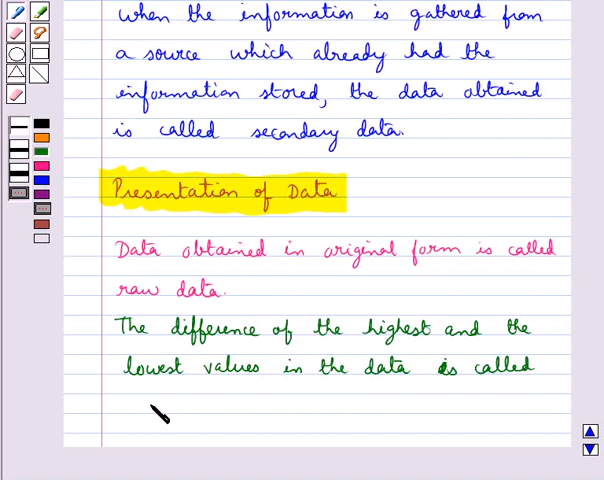 When the information is gathered from
a source which already had the
information stored, the data obtained
is called secondary data.
Presentation of Data
Data obtained in original form is called
raw data.
The difference of the highest and the
lowest values in the data is called